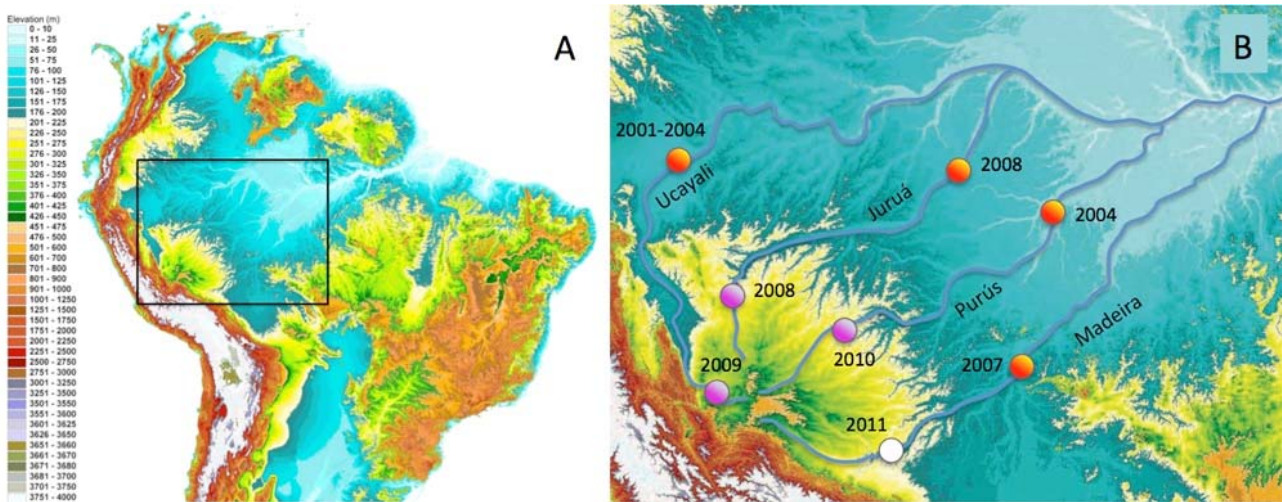 Elevation (m)
0 - 10
11 - 25
26 - 50
51 - 75
76 - 100
101 - 125
126 - 150
151 - 175
176 - 200
201 - 225
226 - 250
251 - 275
276 - 300
301 - 325
326 - 350
351 - 375
376 - 400
401 - 425
426 - 450
451 - 475
476 - 500
501 - 600
601 - 700
701 - 800
801 - 900
901 - 1000
1001 - 1250
1251 - 1500
1501 - 1750
1751 - 2000
2001 - 2250
2251 - 2500
2500 - 2750
2751 - 3000
3001 - 3250
3251 - 3500
3501 - 3550
3551 - 3600
3601 - 3625
3626 - 3650
3651 - 3660
3661 - 3670
3671 - 3680
3681 - 3700
3701 - 3750
3751 - 4000
A
B
2001-2004
Ucayali
Juruá
2008
2004
2008
2010
Purús
Madeira
2009
2007
2011